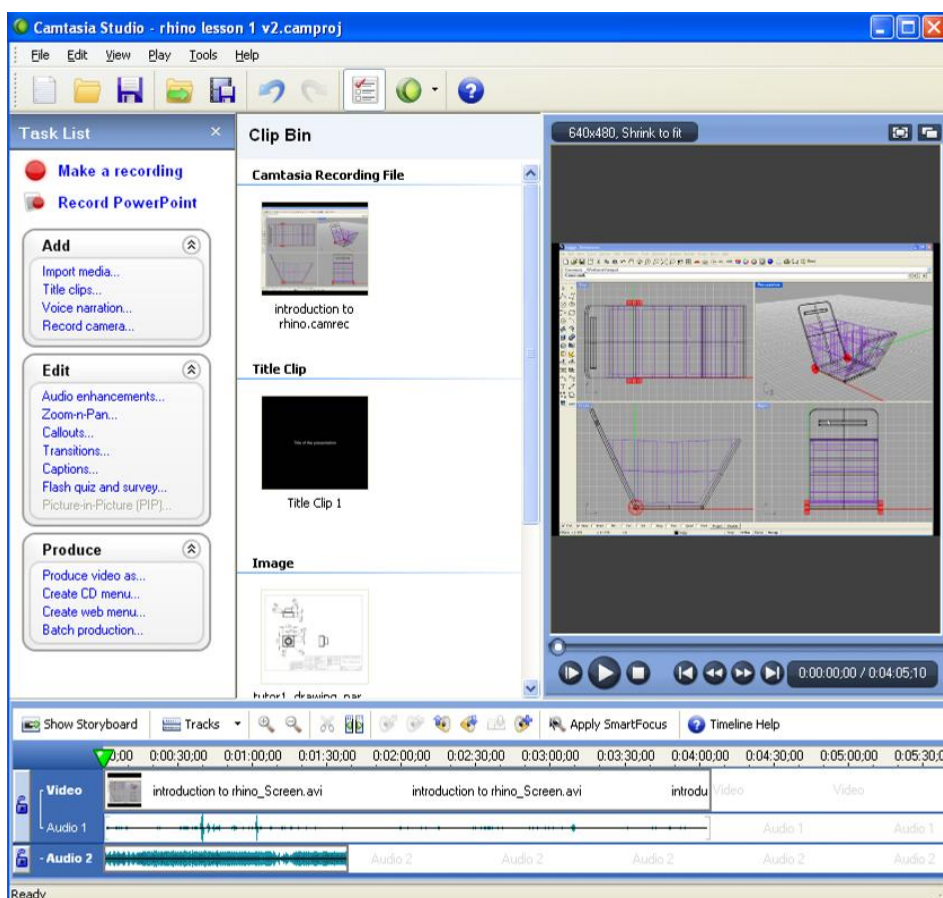 Camtasia Studio - rhino lesson 1 v2.camproj
File Edit View Play Tools Help
Task List
Make a recording
Record PowerPoint
Add
Import media...
Title clips...
Voice narration...
Record camera...
Edit
Audio enhancements...
Zoom-n-Pan...
Callouts...
Transitions...
Captions...
Flash quiz and survey...
Picture-in-Picture (PIP)...
Produce
Produce video as...
Create CD menu...
Create web menu...
Batch production...
Clip Bin
Camtasia Recording File
introduction to
rhino.camrec
Title Clip
Title of the presentation
Title Clip 1
Image
640x480, Shrink to fit
Perspective
0:00:00;00 / 0:04:05;10
Show Storyboard Tracks Apply SmartFocus Timeline Help
0:00:30;00 0:01:00;00 0:01:30;00 0:02:00;00 0:02:30;00 0:03:00;00 0:03:30;00 0:04:00;00 0:04:30;00 0:05:00;00
Video introduction to rhino_Screen.avi introduction to rhino_Screen.avi introdu Video Video
Audio 1 Audio 1 Audio 1
- Audio 2 Audio 2 Audio 2 Audio 2 Audio 2 Audio 2
Ready